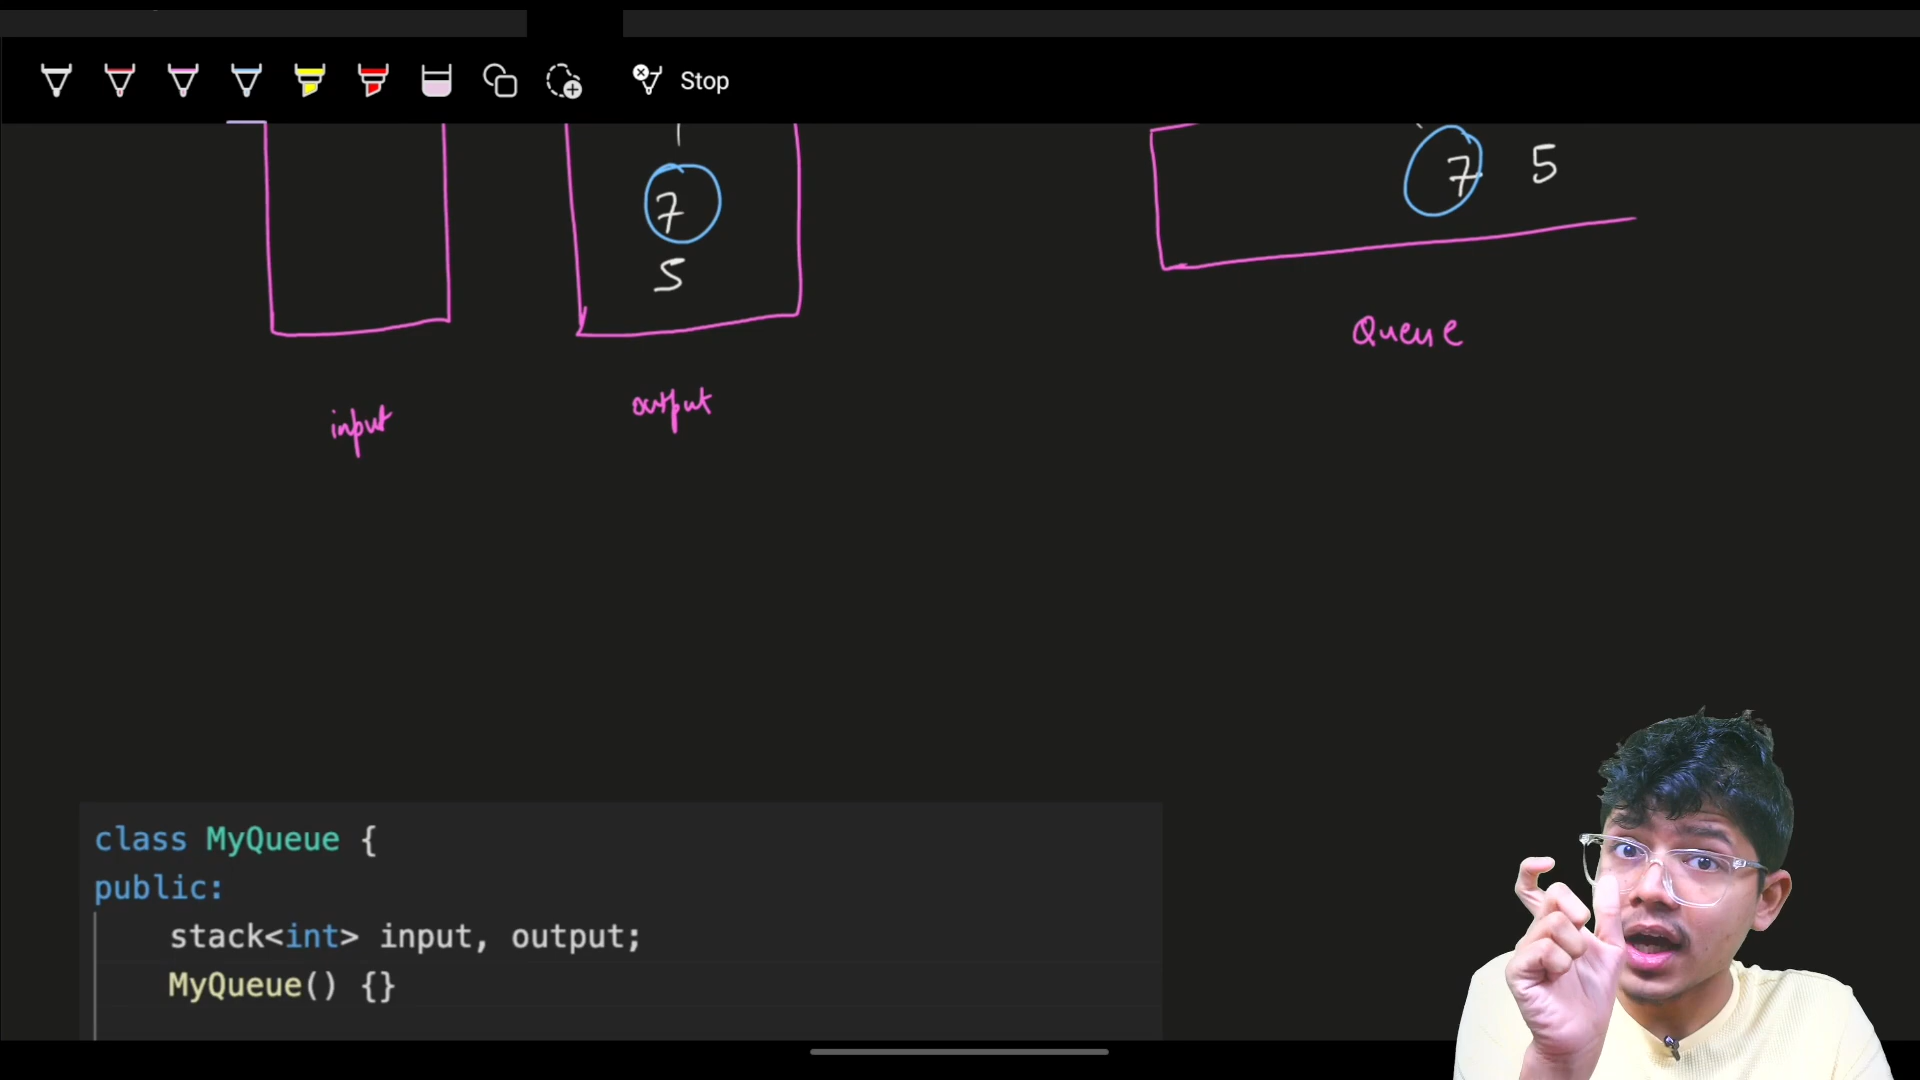 Stop
7 5
7
5
Queue
output
input
class MyQueue {
public:
stack<int> input, output;
MyQueue() {}